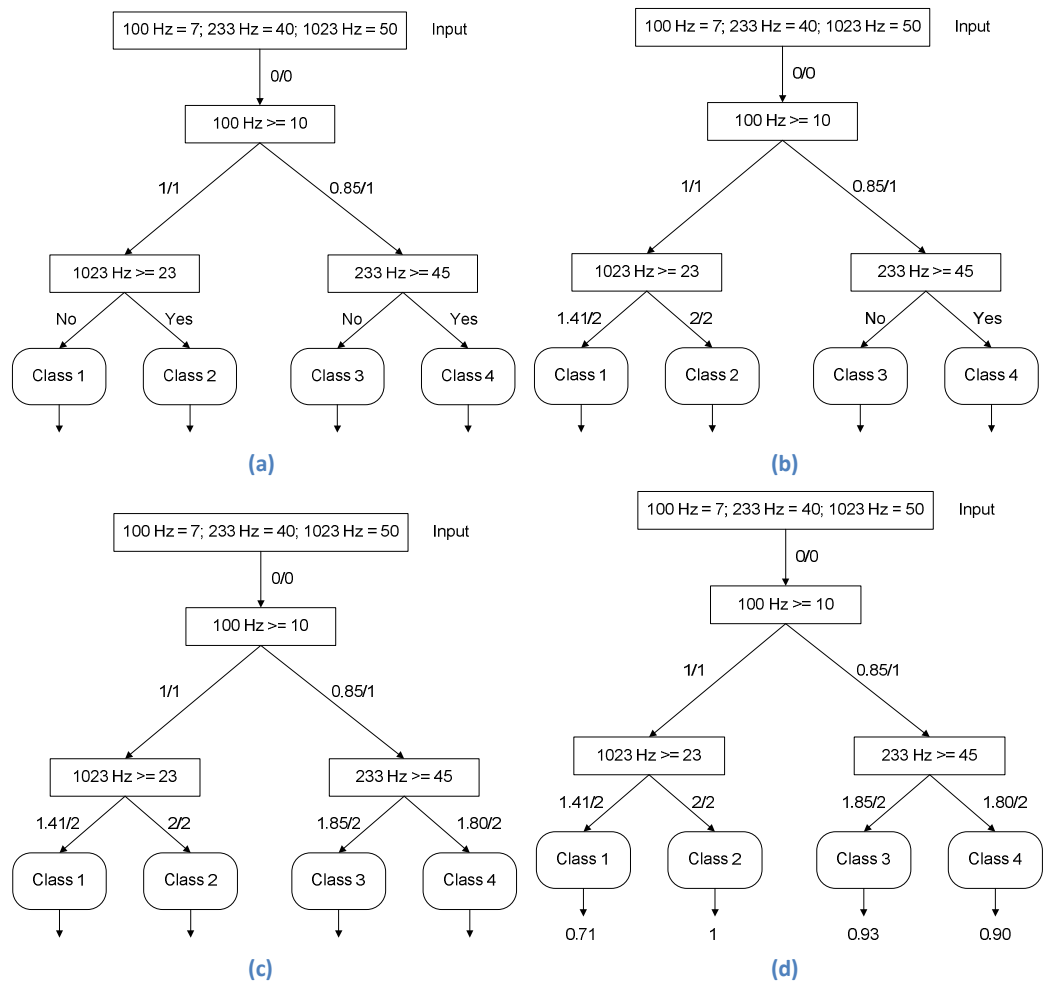 100 Hz = 7; 233 Hz = 40; 1023 Hz = 50 Input
0/0
100 Hz >= 10
1/1 0.85/1
1023 Hz >= 23 233 Hz >= 45
No Yes No Yes
Class 1 Class 2 Class 3 Class 4
(a)
100 Hz = 7; 233 Hz = 40; 1023 Hz = 50 Input
0/0
100 Hz >= 10
1/1 0.85/1
1023 Hz >= 23 233 Hz >= 45
1.41/2 2/2 No Yes
Class 1 Class 2 Class 3 Class 4
(b)
100 Hz = 7; 233 Hz = 40; 1023 Hz = 50 Input
0/0
100 Hz >= 10
1/1 0.85/1
1023 Hz >= 23 233 Hz >= 45
1.41/2 2/2 1.85/2 1.80/2
Class 1 Class 2 Class 3 Class 4
(c)
100 Hz = 7; 233 Hz = 40; 1023 Hz = 50 Input
0/0
100 Hz >= 10
1/1 0.85/1
1023 Hz >= 23 233 Hz >= 45
1.41/2 2/2 1.85/2 1.80/2
Class 1 Class 2 Class 3 Class 4
0.71 1 0.93 0.90
(d)